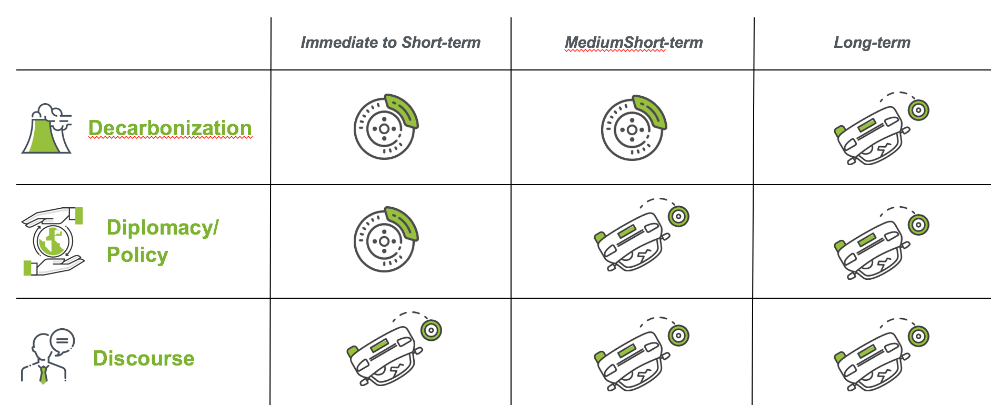 Immediate to Short-term
MediumShort-term
Long-term
Decarbonization
Diplomacy/
Policy
Discourse